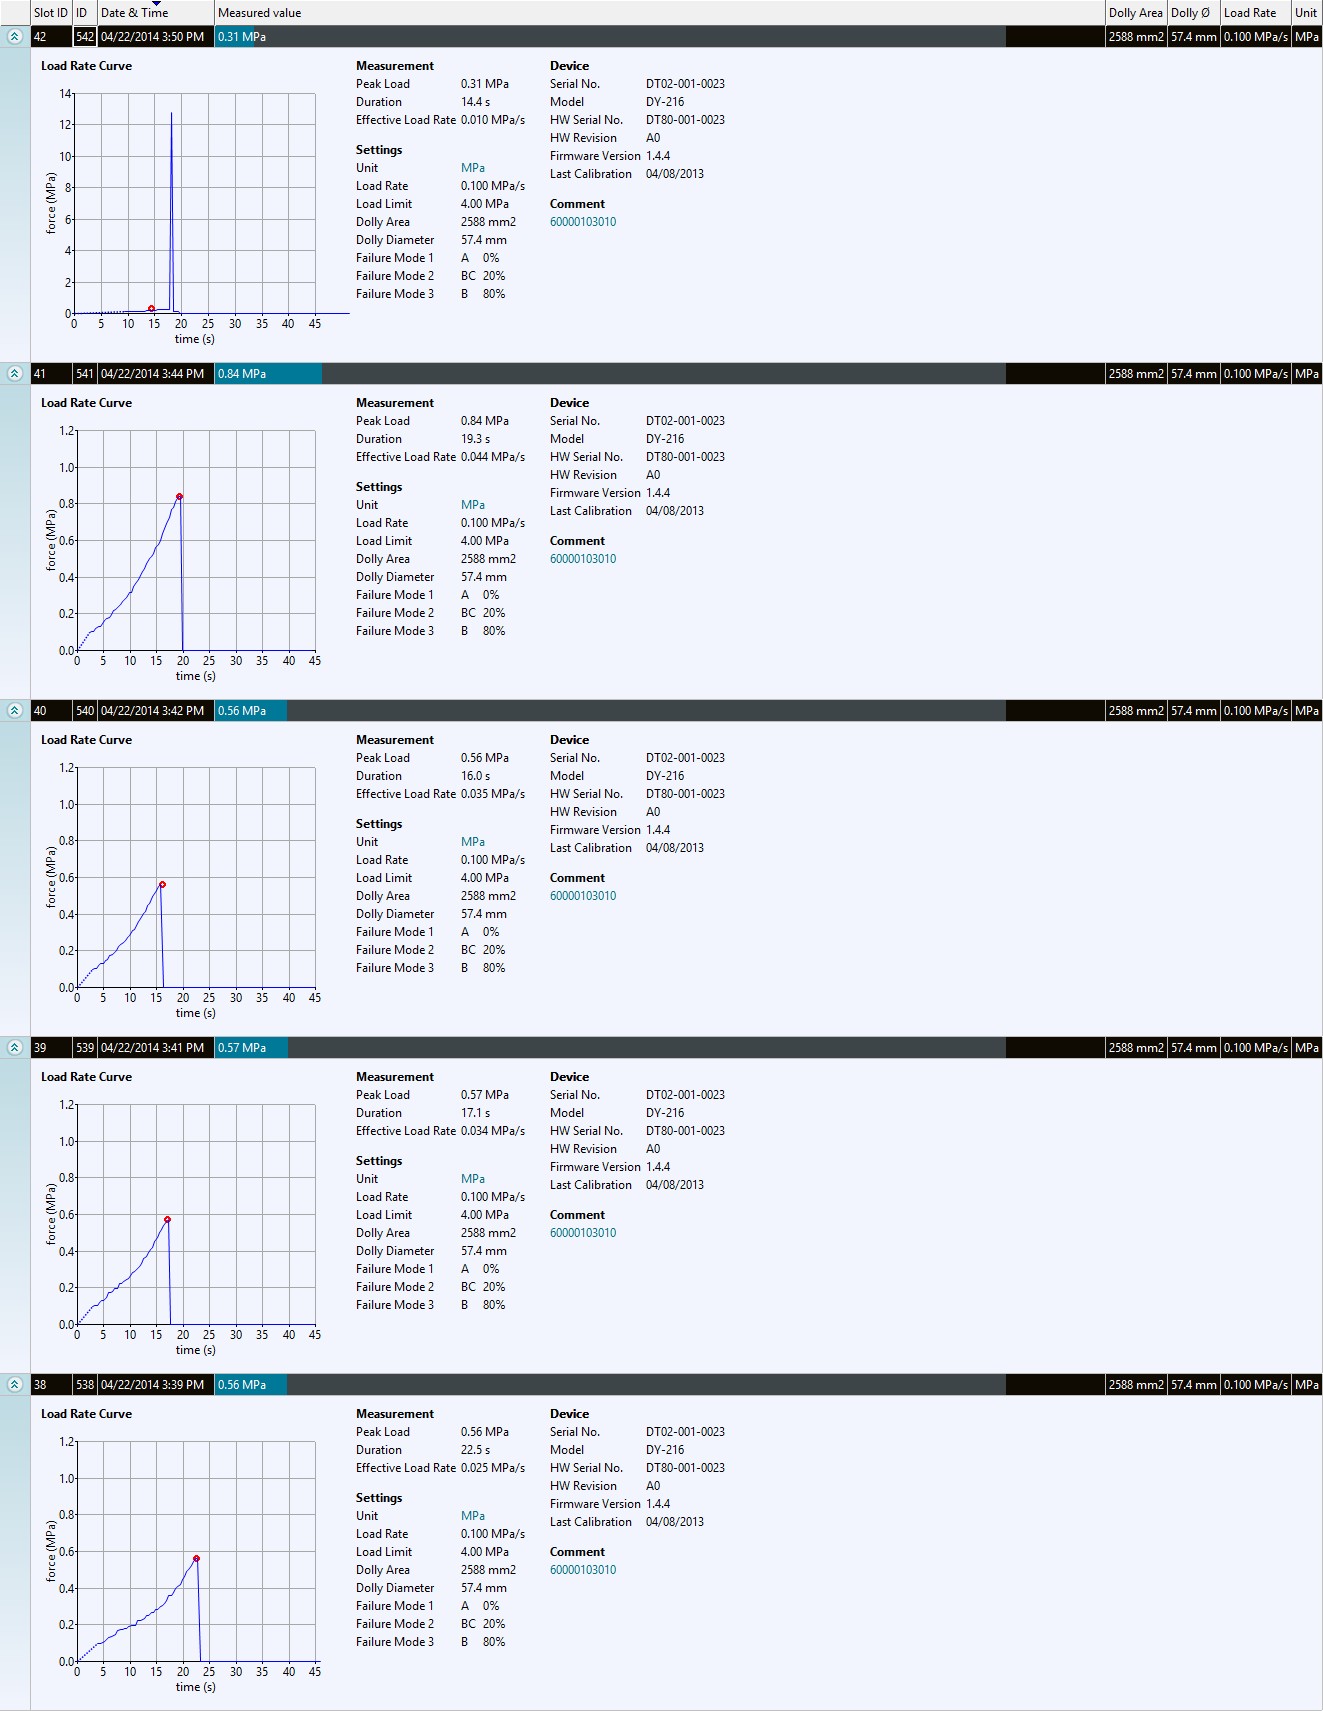 Slot ID ID Date & Time Measured value Dolly Area Dolly Ø Load Rate Unit
42 542 04/22/2014 3:50 PM 0.31 MPa 2588 mm2 57.4 mm 0.100 MPa/s MPa
Load Rate Curve Measurement Device
Peak Load 0.31 MPa Serial No. DT02-001-0023
Duration 14.4 s Model DY-216
Effective Load Rate 0.010 MPa/s HW Serial No. DT80-001-0023
HW Revision A0
Settings Firmware Version 1.4.4
Unit MPa Last Calibration 04/08/2013
Load Rate 0.100 MPa/s
Load Limit 4.00 MPa Comment
Dolly Area 2588 mm2 60000103010
Dolly Diameter 57.4 mm
Failure Mode 1 A 0%
Failure Mode 2 BC 20%
Failure Mode 3 B 80%
force (MPa)
14
12
10
8
6
4
2
0
0 5 10 15 20 25 30 35 40 45
time (s)
41 541 04/22/2014 3:44 PM 0.84 MPa 2588 mm2 57.4 mm 0.100 MPa/s MPa
Load Rate Curve Measurement Device
Peak Load 0.84 MPa Serial No. DT02-001-0023
Duration 19.3 s Model DY-216
Effective Load Rate 0.044 MPa/s HW Serial No. DT80-001-0023
HW Revision A0
Settings Firmware Version 1.4.4
Unit MPa Last Calibration 04/08/2013
Load Rate 0.100 MPa/s
Load Limit 4.00 MPa Comment
Dolly Area 2588 mm2 60000103010
Dolly Diameter 57.4 mm
Failure Mode 1 A 0%
Failure Mode 2 BC 20%
Failure Mode 3 B 80%
force (MPa)
1.2
1.0
0.8
0.6
0.4
0.2
0.0
0 5 10 15 20 25 30 35 40 45
time (s)
40 540 04/22/2014 3:42 PM 0.56 MPa 2588 mm2 57.4 mm 0.100 MPa/s MPa
Load Rate Curve Measurement Device
Peak Load 0.56 MPa Serial No. DT02-001-0023
Duration 16.0 s Model DY-216
Effective Load Rate 0.035 MPa/s HW Serial No. DT80-001-0023
HW Revision A0
Settings Firmware Version 1.4.4
Unit MPa Last Calibration 04/08/2013
Load Rate 0.100 MPa/s
Load Limit 4.00 MPa Comment
Dolly Area 2588 mm2 60000103010
Dolly Diameter 57.4 mm
Failure Mode 1 A 0%
Failure Mode 2 BC 20%
Failure Mode 3 B 80%
force (MPa)
1.2
1.0
0.8
0.6
0.4
0.2
0.0
0 5 10 15 20 25 30 35 40 45
time (s)
39 539 04/22/2014 3:41 PM 0.57 MPa 2588 mm2 57.4 mm 0.100 MPa/s MPa
Load Rate Curve Measurement Device
Peak Load 0.57 MPa Serial No. DT02-001-0023
Duration 17.1 s Model DY-216
Effective Load Rate 0.034 MPa/s HW Serial No. DT80-001-0023
HW Revision A0
Settings Firmware Version 1.4.4
Unit MPa Last Calibration 04/08/2013
Load Rate 0.100 MPa/s
Load Limit 4.00 MPa Comment
Dolly Area 2588 mm2 60000103010
Dolly Diameter 57.4 mm
Failure Mode 1 A 0%
Failure Mode 2 BC 20%
Failure Mode 3 B 80%
force (MPa)
1.2
1.0
0.8
0.6
0.4
0.2
0.0
0 5 10 15 20 25 30 35 40 45
time (s)
38 538 04/22/2014 3:39 PM 0.56 MPa 2588 mm2 57.4 mm 0.100 MPa/s MPa
Load Rate Curve Measurement Device
Peak Load 0.56 MPa Serial No. DT02-001-0023
Duration 22.5 s Model DY-216
Effective Load Rate 0.025 MPa/s HW Serial No. DT80-001-0023
HW Revision A0
Settings Firmware Version 1.4.4
Unit MPa Last Calibration 04/08/2013
Load Rate 0.100 MPa/s
Load Limit 4.00 MPa Comment
Dolly Area 2588 mm2 60000103010
Dolly Diameter 57.4 mm
Failure Mode 1 A 0%
Failure Mode 2 BC 20%
Failure Mode 3 B 80%
force (MPa)
1.2
1.0
0.8
0.6
0.4
0.2
0.0
0 5 10 15 20 25 30 35 40 45
time (s)